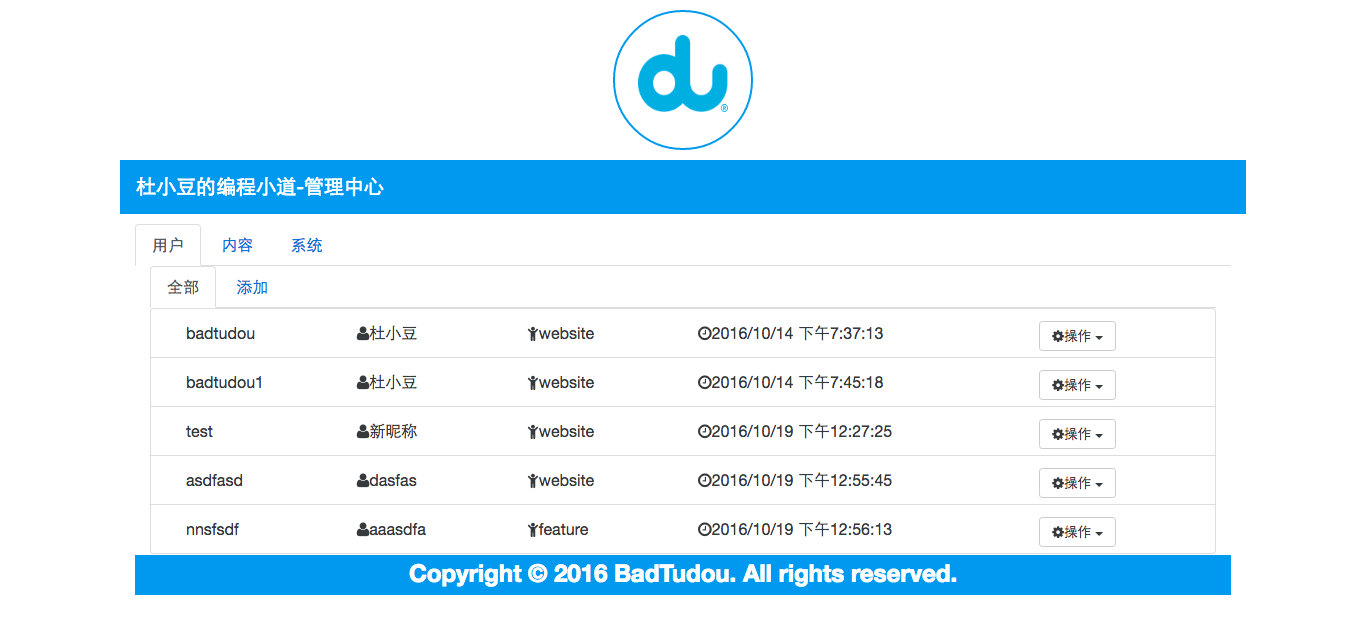 du®
杜小豆的编程小道-管理中心
用户 内容 系统
全部 添加
badtudou 杜小豆 website 2016/10/14 下午7:37:13 操作
badtudou1 杜小豆 website 2016/10/14 下午7:45:18 操作
test 新昵称 website 2016/10/19 下午12:27:25 操作
asdfasd dasfas website 2016/10/19 下午12:55:45 操作
nnsfsdf aaasdfa feature 2016/10/19 下午12:56:13 操作
Copyright © 2016 BadTudou. All rights reserved.